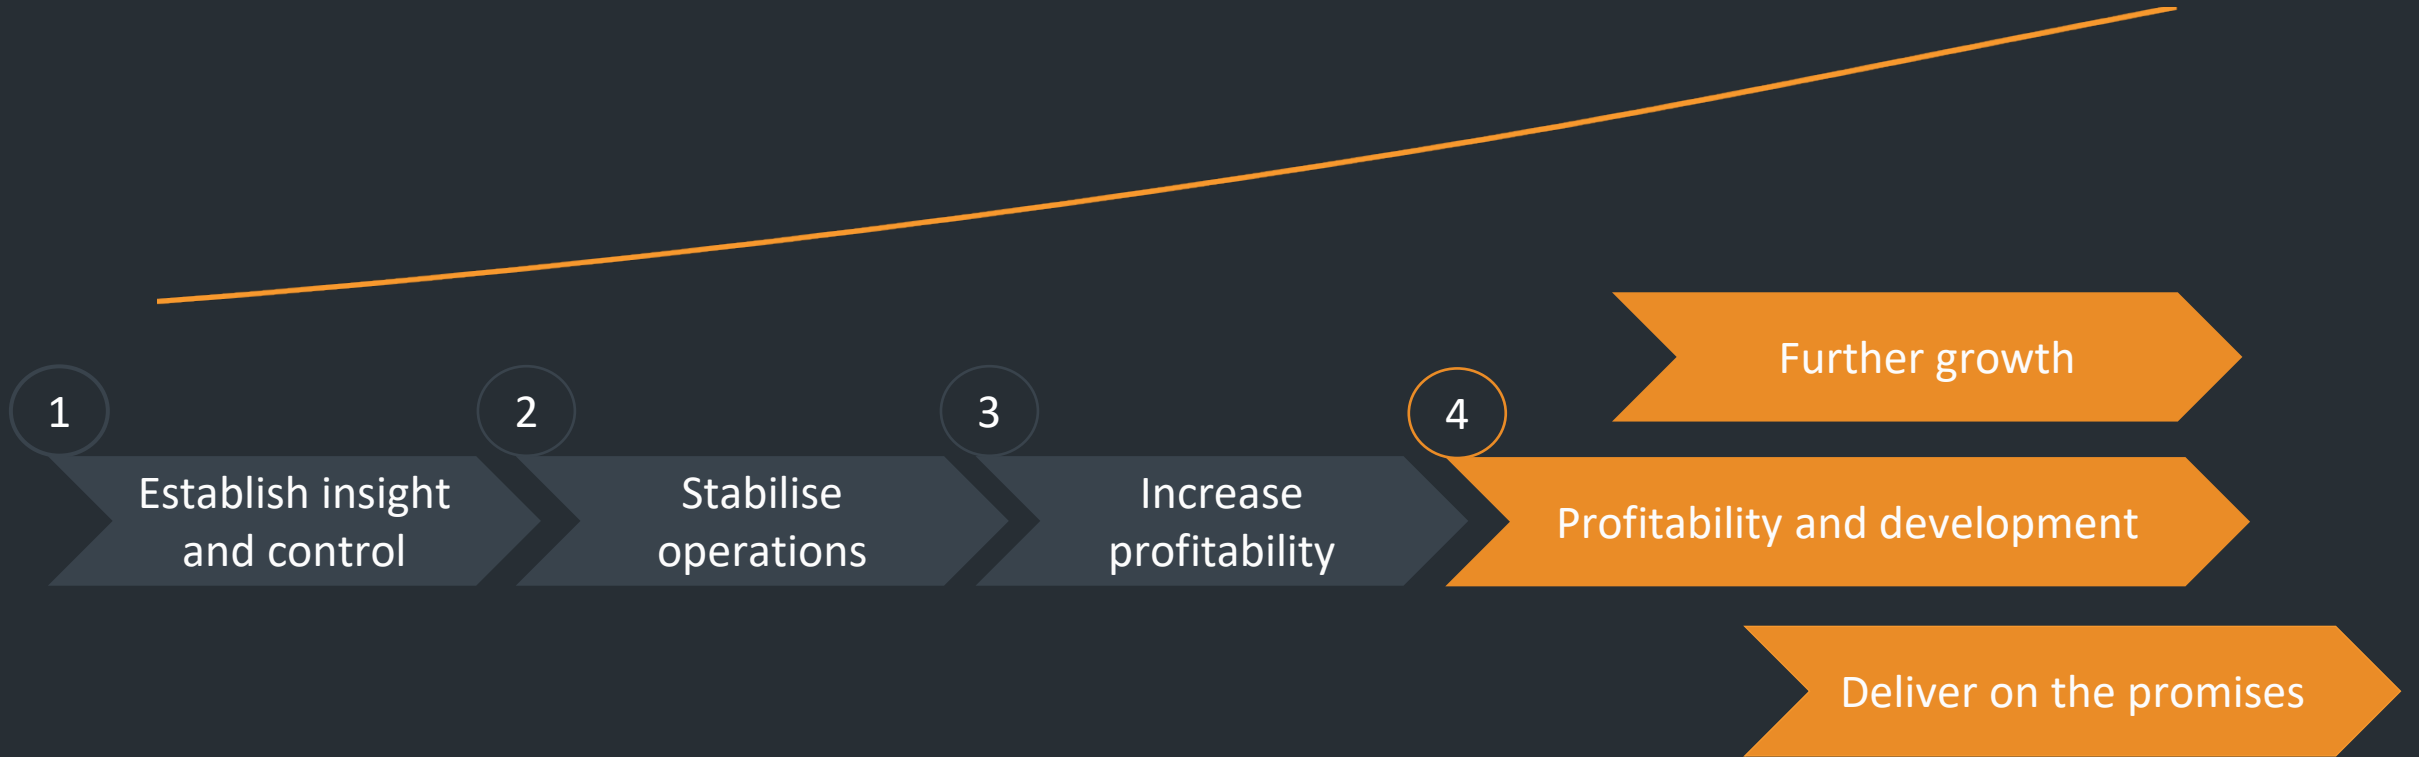 1
Establish insight
and control
2
Stabilise
operations
3
Increase
profitability
4
Further growth
Profitability and development
Deliver on the promises